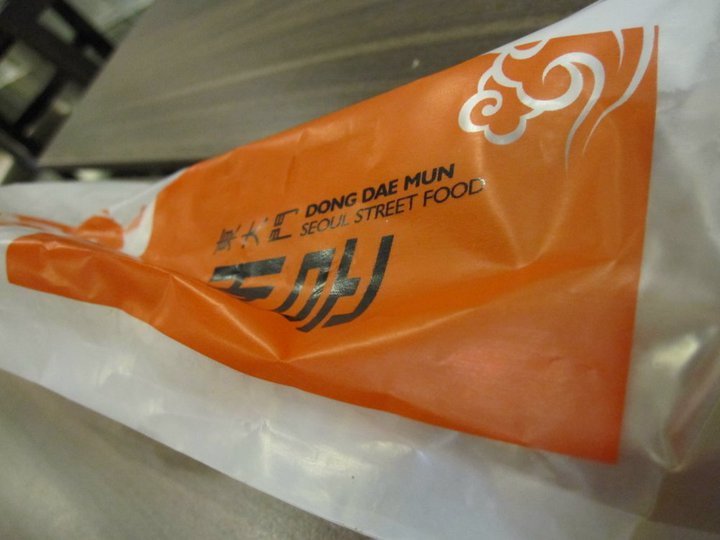 東大門
DONG DAE MUN
SEOUL STREET FOOD